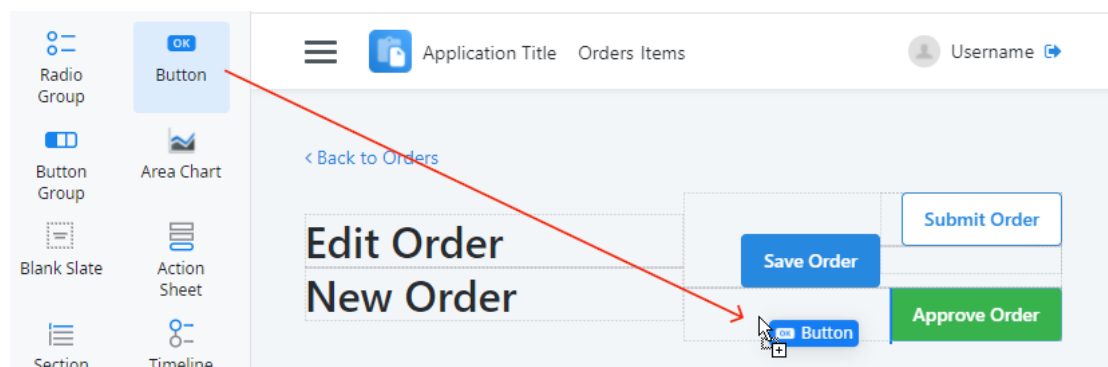 OK
Radio
Group
Button
Button
Group
Area Chart
Blank Slate
Action
Sheet
Section
Timeline
Application Title Orders Items
Username
< Back to Orders
Edit Order
New Order
Submit Order
Save Order
Approve Order
OK Button